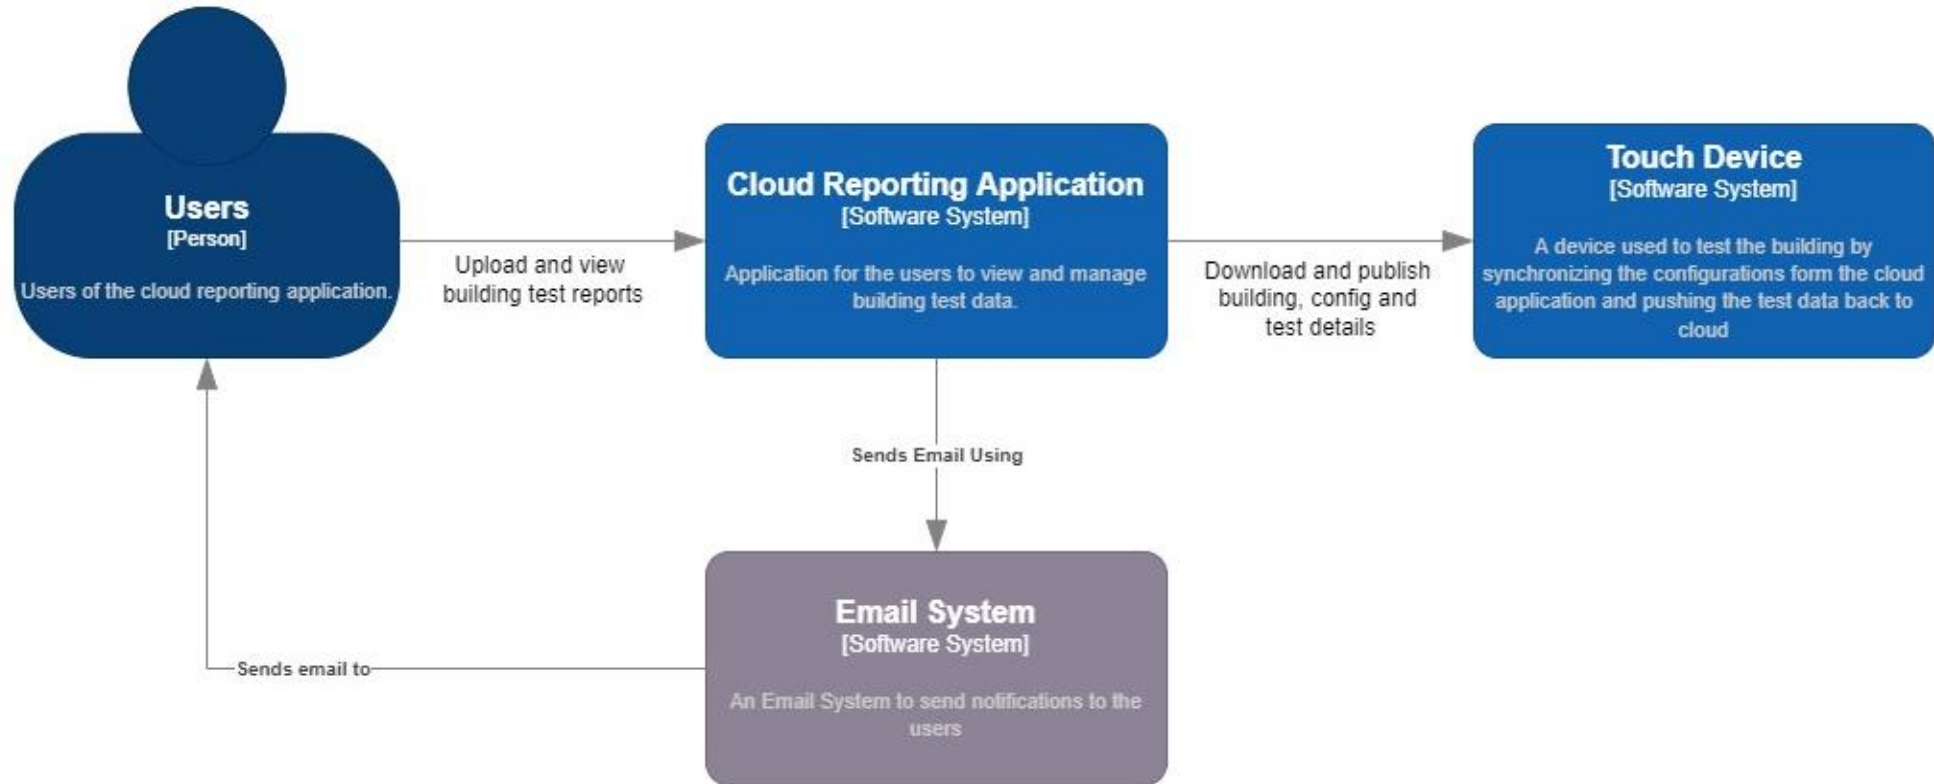 Users
[Person]
Users of the cloud reporting application.
Upload and view
building test reports
Cloud Reporting Application
[Software System]
Application for the users to view and manage
building test data.
Download and publish
building, config and
test details
Touch Device
[Software System]
A device used to test the building by
synchronizing the configurations form the cloud
application and pushing the test data back to
cloud
Sends Email Using
Email System
[Software System]
An Email System to send notifications to the
users
Sends email to